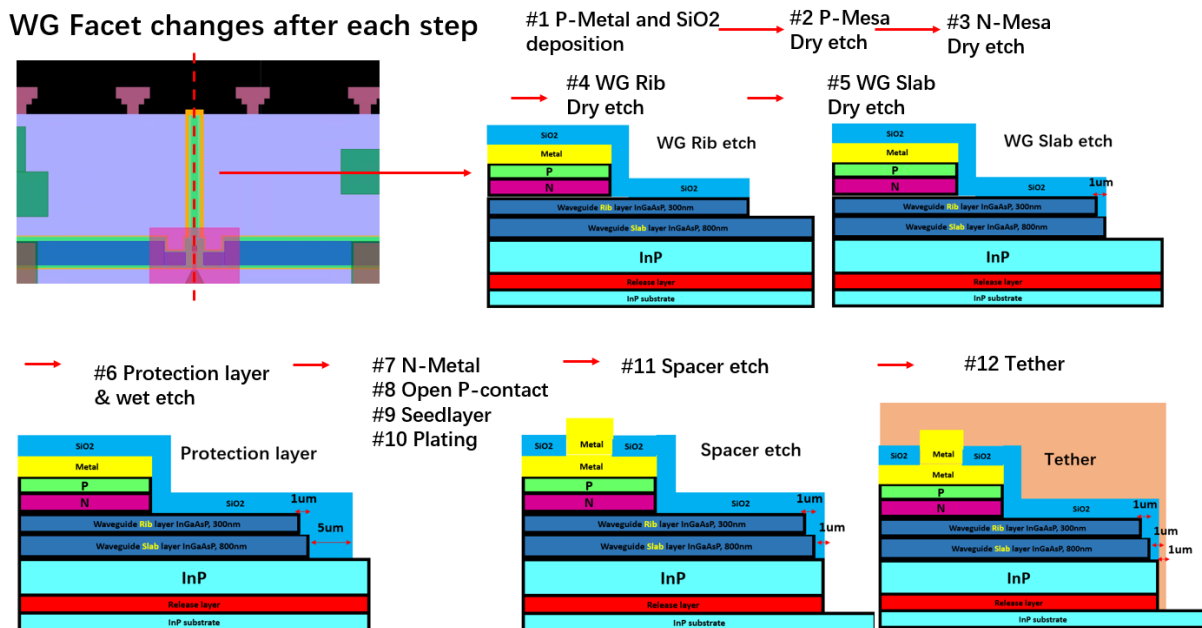 WG Facet changes after each step
#1 P-Metal and SiO2
deposition
#2 P-Mesa
Dry etch
#3 N-Mesa
Dry etch
#4 WG Rib
Dry etch
#5 WG Slab
Dry etch
WG Rib etch
SiO2
Metal
P
N
SiO2
Waveguide Rib layer InGaAsP, 300nm
Waveguide Slab layer InGaAsP, 800nm
InP
Release layer
InP substrate
WG Slab etch
SiO2
Metal
P
N
SiO2
1um
Waveguide Rib layer InGaAsP, 300nm
Waveguide Slab layer InGaAsP, 800nm
InP
Release layer
InP substrate
#6 Protection layer
& wet etch
#7 N-Metal
#8 Open P-contact
#9 Seedlayer
#10 Plating
#11 Spacer etch
#12 Tether
Protection layer
SiO2
Metal
P
N
SiO2
1um
5um
Waveguide Rib layer InGaAsP, 300nm
Waveguide Slab layer InGaAsP, 800nm
InP
Release layer
InP substrate
Spacer etch
SiO2
Metal
SiO2
Metal
P
N
SiO2
1um
1um
Waveguide Rib layer InGaAsP, 300nm
Waveguide Slab layer InGaAsP, 800nm
InP
Release layer
InP substrate
Tether
SiO2
Metal
SiO2
Metal
P
N
SiO2
1um
1um
1um
Waveguide Rib layer InGaAsP, 300nm
Waveguide Slab layer InGaAsP, 800nm
InP
Release layer
InP substrate